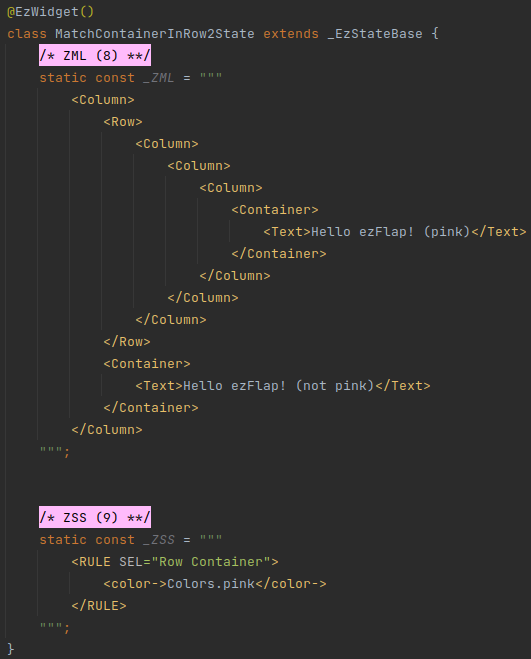 @EzWidget()
class MatchContainerInRow2State extends _EzStateBase {
    /* ZML (8) **/
    static const _ZML = """
        <Column>
            <Row>
                <Column>
                    <Column>
                        <Column>
                            <Container>
                                <Text>Hello ezFlap! (pink)</Text>
                            </Container>
                        </Column>
                    </Column>
                </Column>
            </Row>
            <Container>
                <Text>Hello ezFlap! (not pink)</Text>
            </Container>
        </Column>
    """;
    /* ZSS (9) **/
    static const _ZSS = """
        <RULE SEL="Row Container">
            <color->Colors.pink</color->
        </RULE>
    """;
}